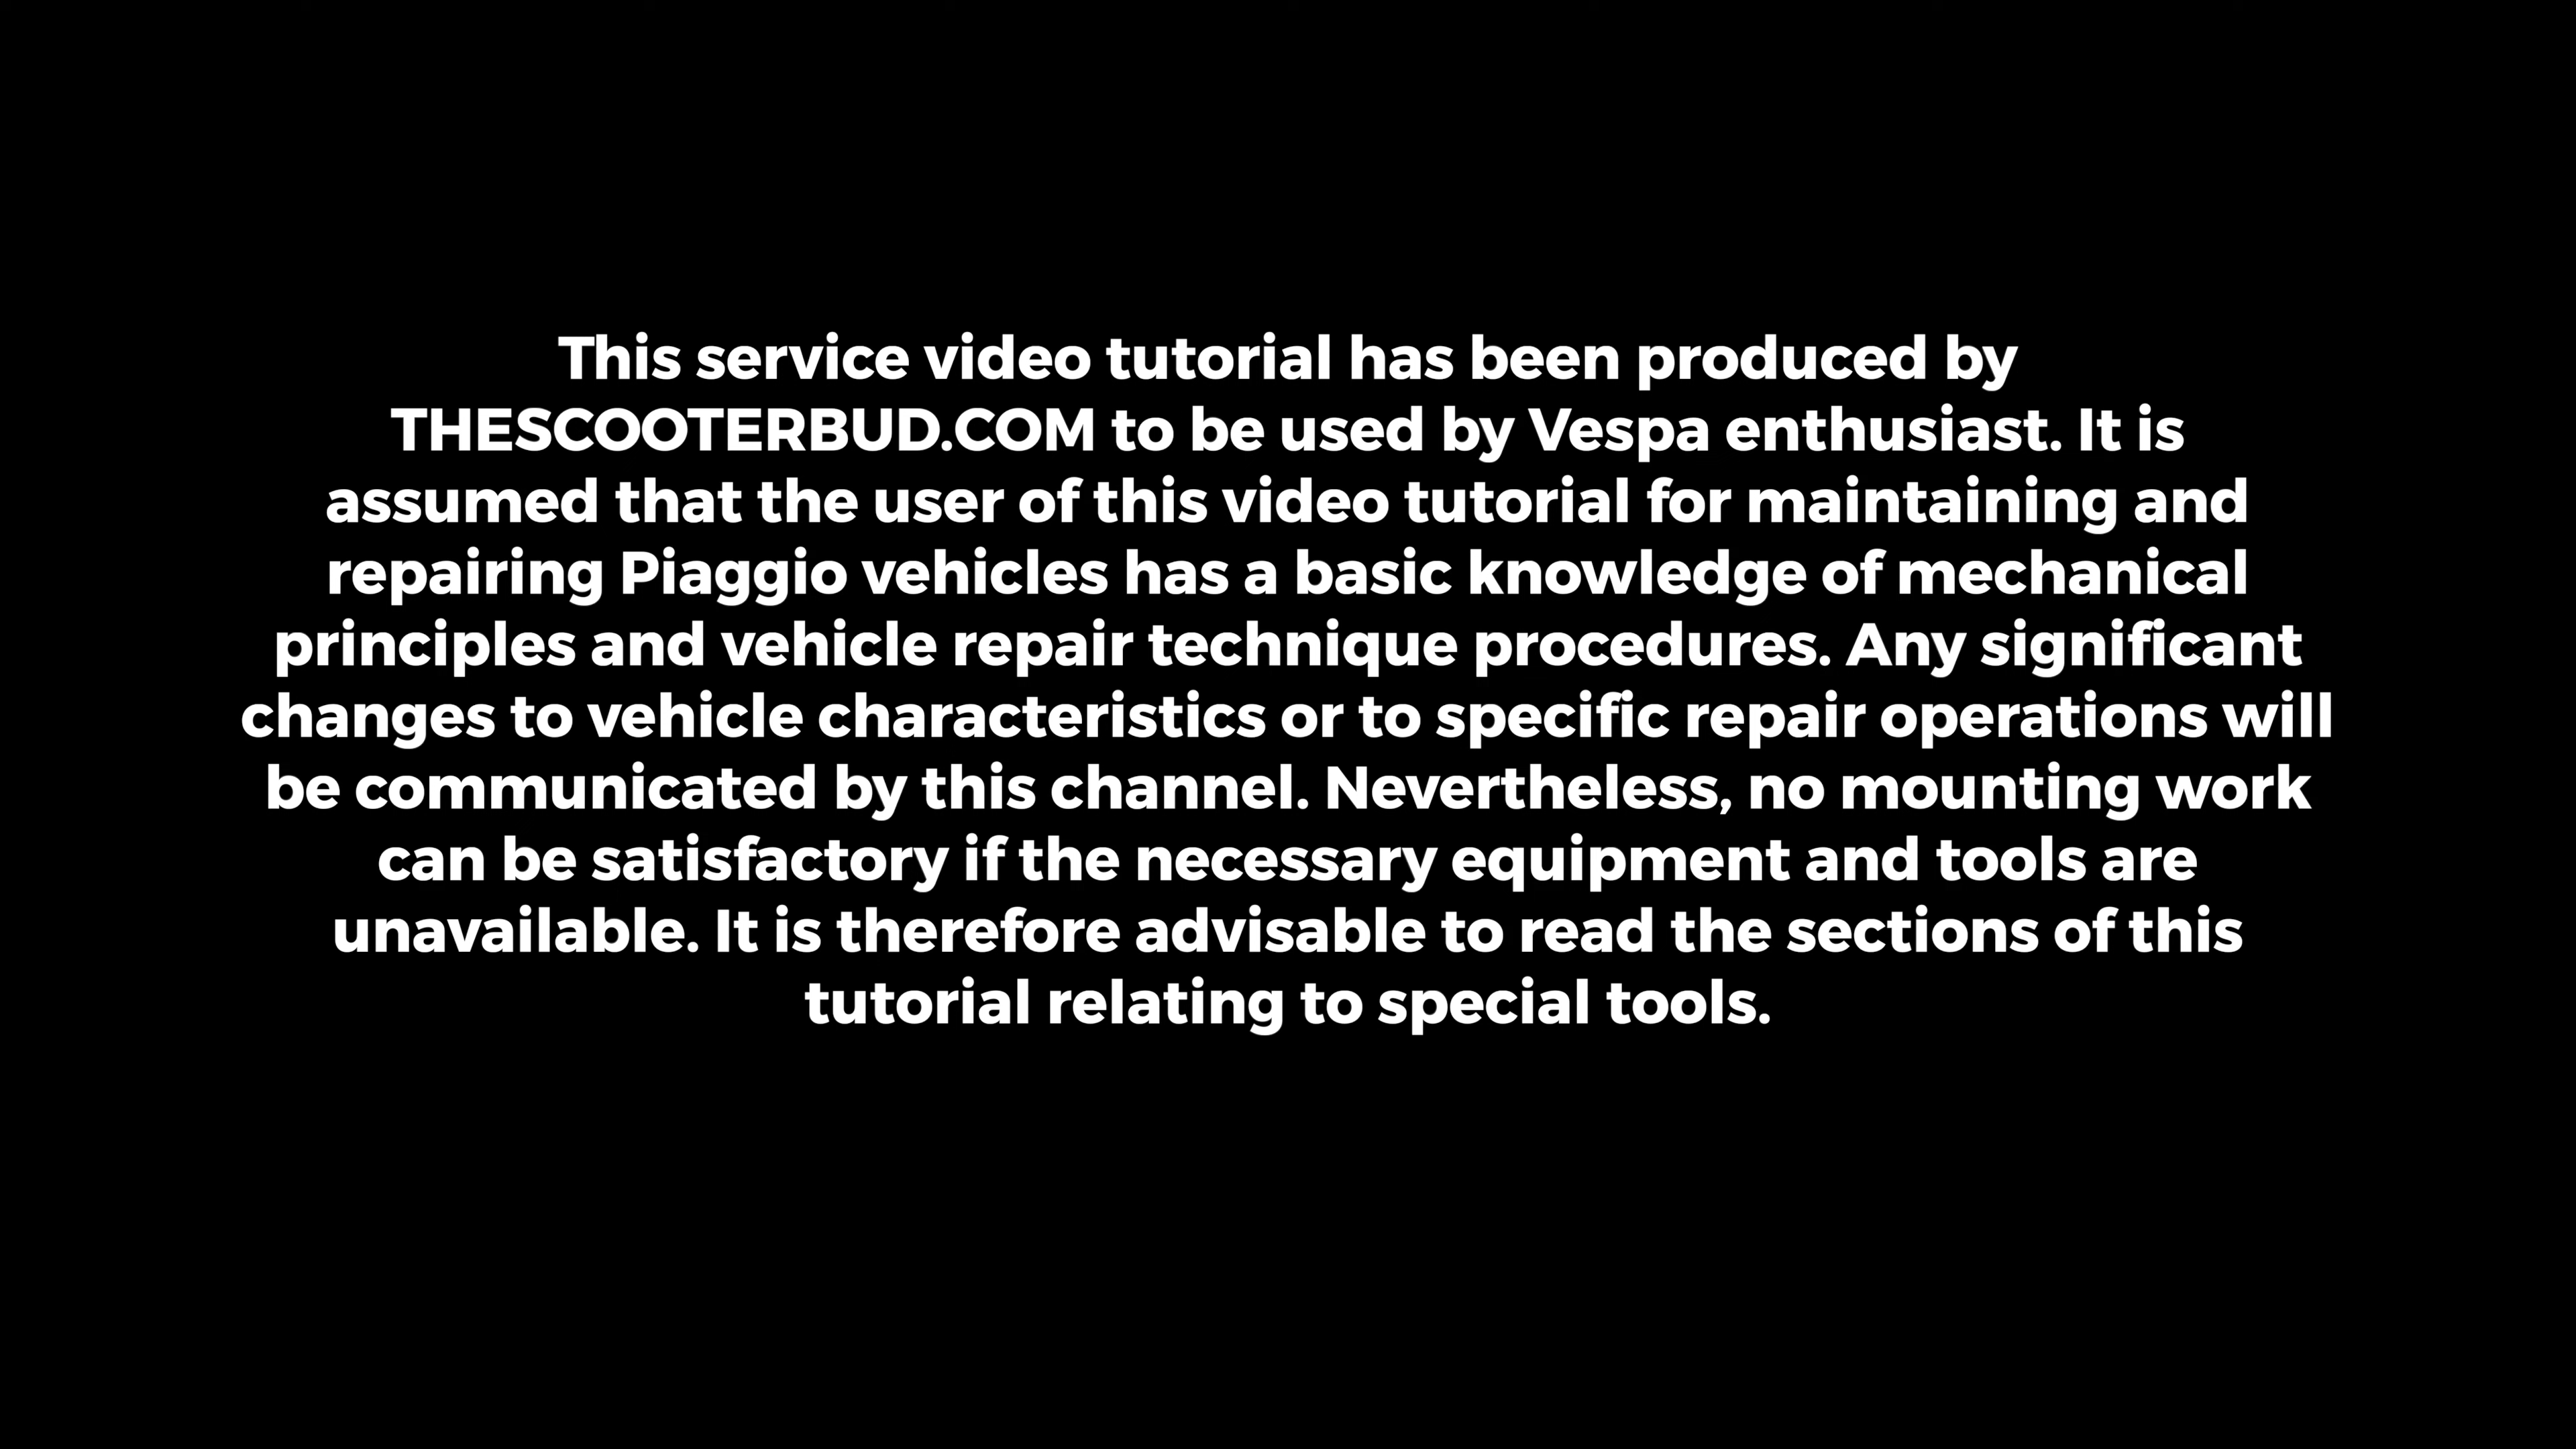 This service video tutorial has been produced by
THESCOOTERBUD.COM to be used by Vespa enthusiast. It is
assumed that the user of this video tutorial for maintaining and
repairing Piaggio vehicles has a basic knowledge of mechanical
principles and vehicle repair technique procedures. Any significant
changes to vehicle characteristics or to specific repair operations will
be communicated by this channel. Nevertheless, no mounting work
can be satisfactory if the necessary equipment and tools are
unavailable. It is therefore advisable to read the sections of this
tutorial relating to special tools.